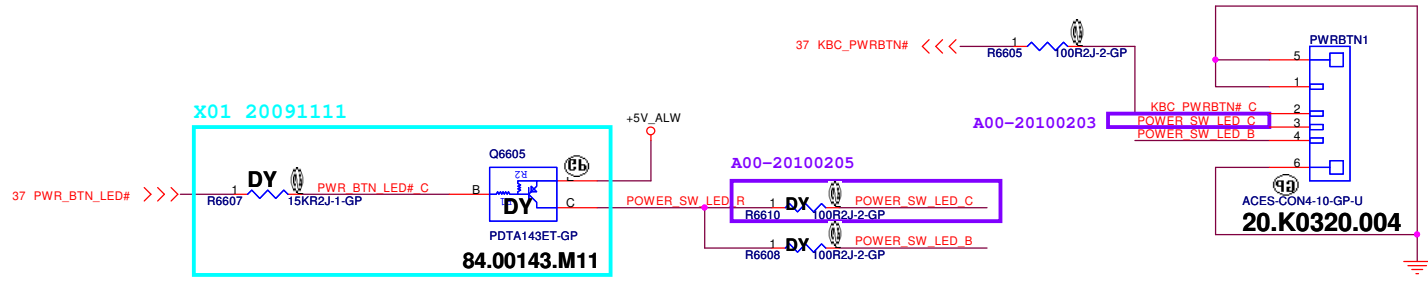 PWRBTN1
37 KBC_PWRBTN#
1
R6605
100R2J-2-GP
5
1
KBC_PWRBTN#_C
2
A00-20100203
POWER_SW_LED_C
3
POWER_SW_LED_B
4
6
ACES-CON4-10-GP-U
20.K0320.004
X01 20091111
+5V_ALW
Q6605
R2
E
37 PWR_BTN_LED#
1
DY
R6607
15KR2J-1-GP
PWR_BTN_LED#_C
B
R1
DY
C
PDTA143ET-GP
84.00143.M11
A00-20100205
POWER_SW_LED_R
1
DY
R6610
100R2J-2-GP
POWER_SW_LED_C
1
DY
R6608
100R2J-2-GP
POWER_SW_LED_B